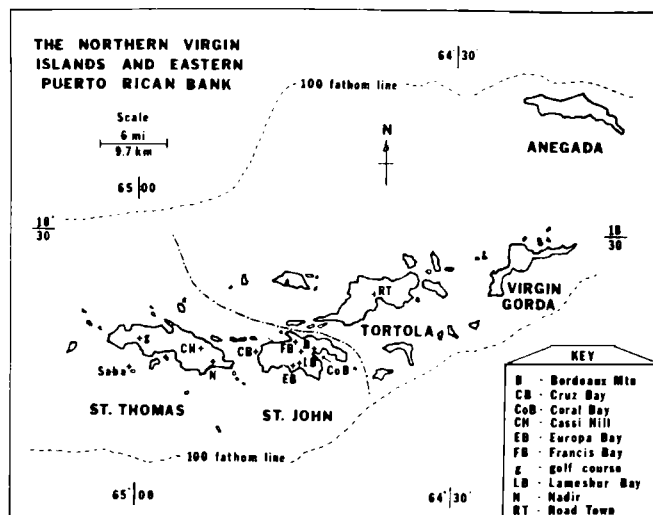 THE NORTHERN VIRGIN
ISLANDS AND EASTERN
PUERTO RICAN BANK
Scale
6 mi
9.7 km
64° 30'
100 fathom line
N
ANEGADA
65° 00
18°
30
18
30
RT
VIRGIN
GORDA
TORTOLA
g
CH
CB
FB
B
LB
EB
CoB
Saba
N
ST. THOMAS
ST. JOHN
100 fathom line
65° 00
64° 30'
KEY
B - Bordeaux Mtn
CB - Cruz Bay
CoB - Coral Bay
CH - Cassi Hill
EB - Europa Bay
FB - Francis Bay
g - golf course
LB - Lameshur Bay
N - Nadir
RT - Road Town